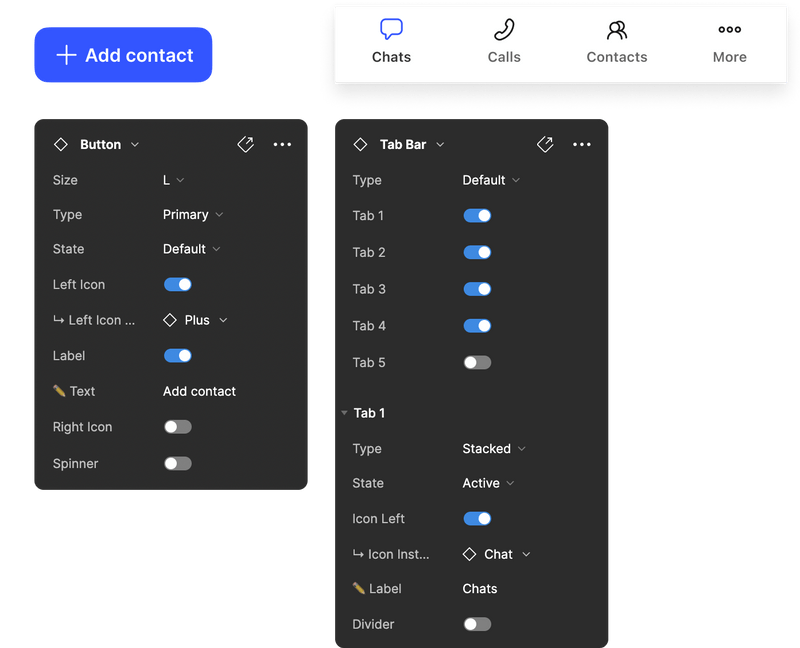 Add contact
Chats Calls Contacts More
Button
Size L
Type Primary
State Default
Left Icon
↳ Left Icon ... Plus
Label
✏️ Text Add contact
Right Icon
Spinner
Tab Bar
Type Default
Tab 1
Tab 2
Tab 3
Tab 4
Tab 5
Tab 1
Type Stacked
State Active
Icon Left
↳ Icon Inst... Chat
✏️ Label Chats
Divider